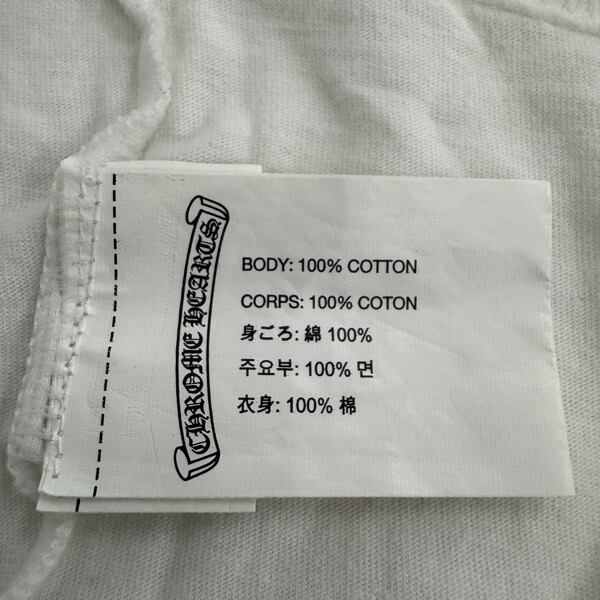 CHROME HEARTS
BODY: 100% COTTON
CORPS: 100% COTON
身ごろ: 綿 100%
주요부: 100% 면
衣身: 100% 棉